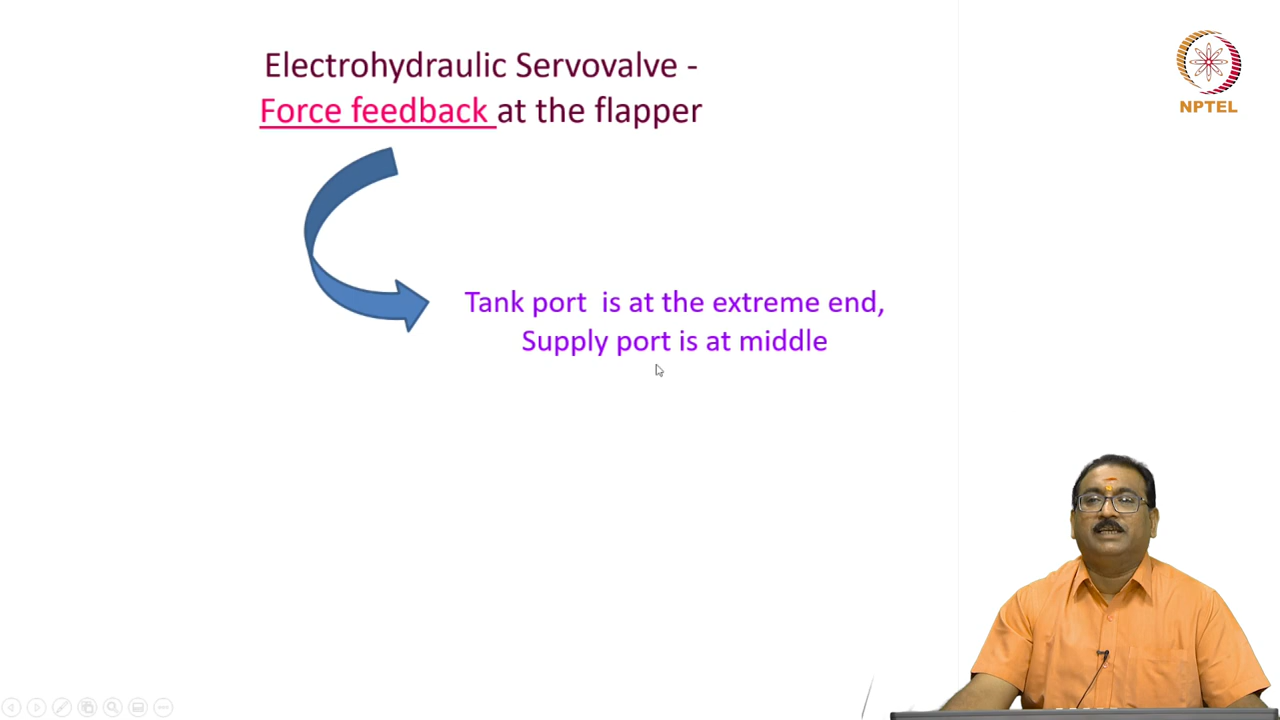 Electrohydraulic Servovalve -
Force feedback at the flapper
NPTEL
Tank port is at the extreme end,
Supply port is at middle